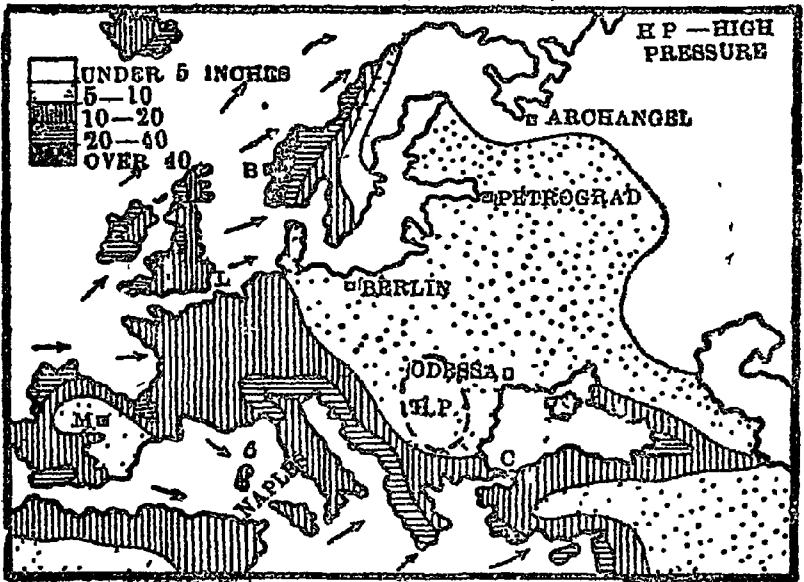 H P — HIGH
PRESSURE
UNDER 5 INCHES
5—10
10—20
20—40
OVER 40
ARCHANGEL
B
PETROGRAD
L
BERLIN
ODESSA
H.P
M
C
NAPLES